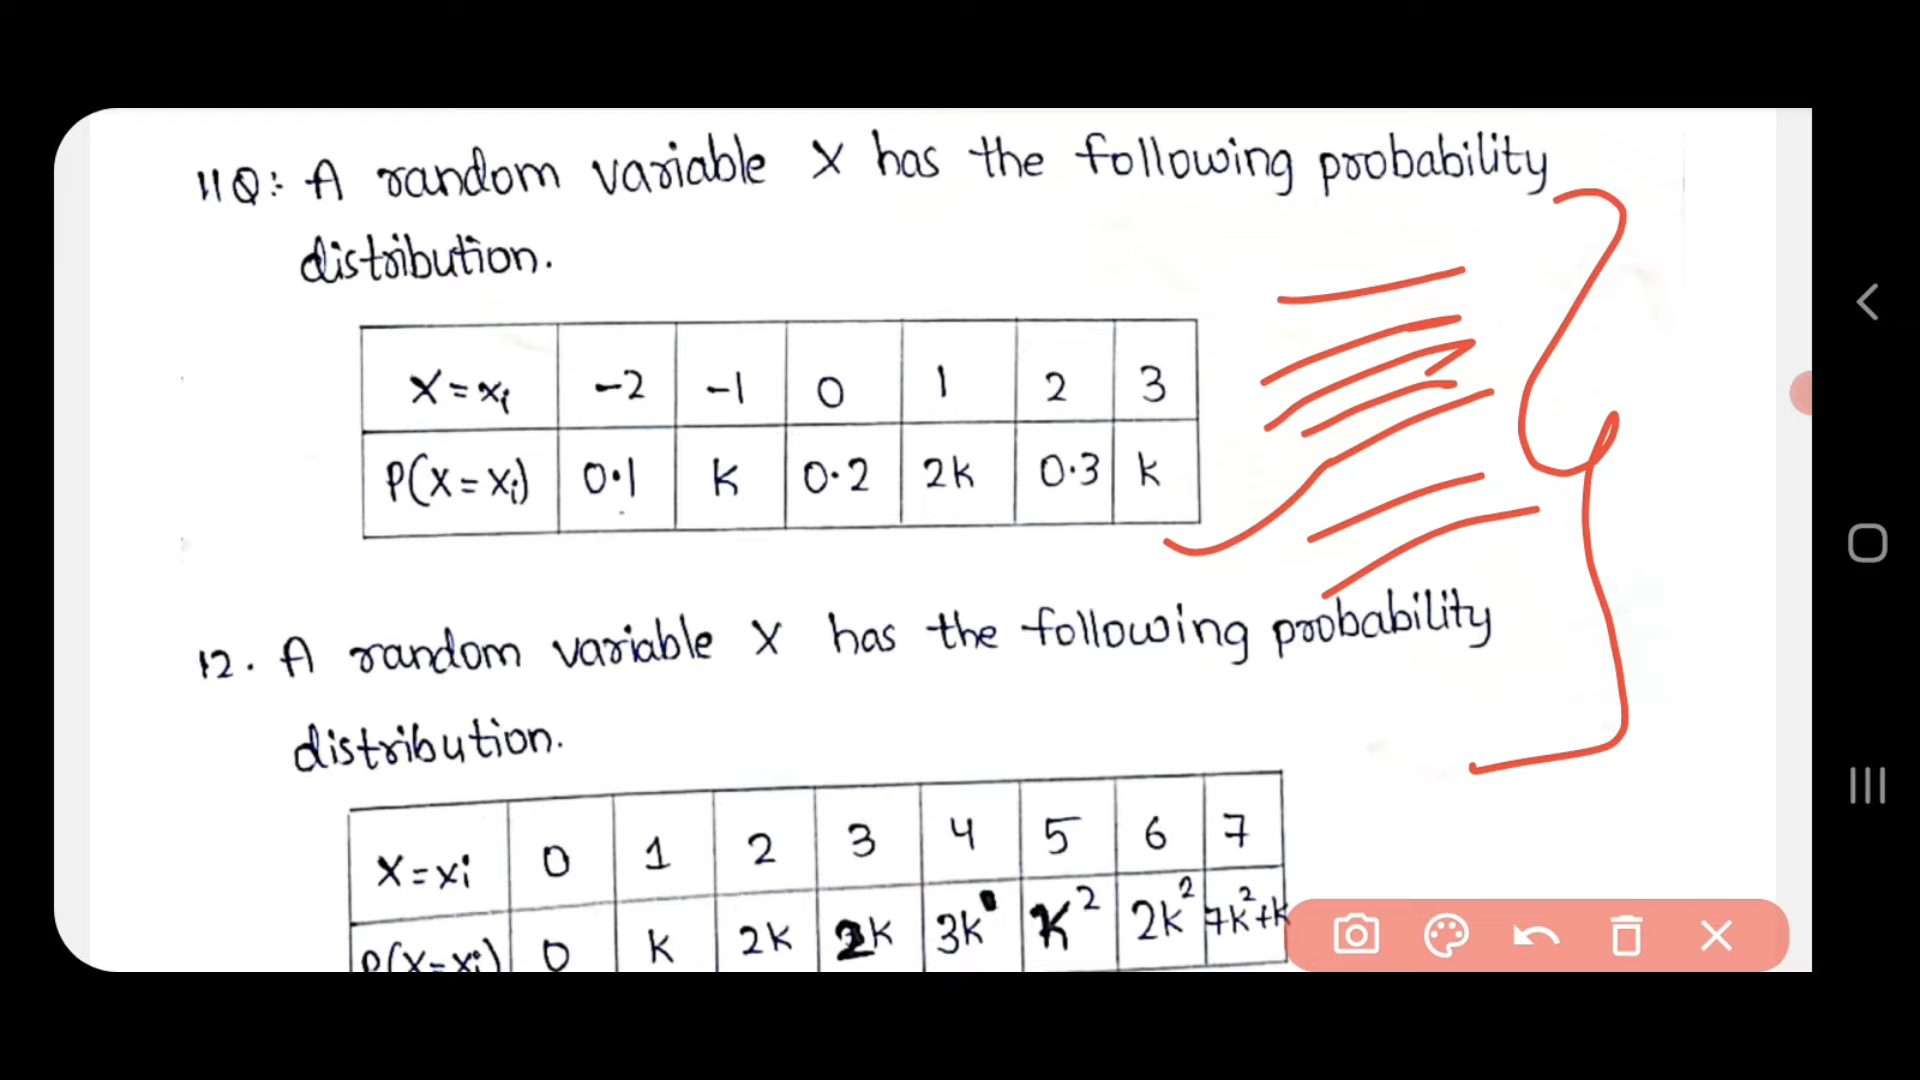 11Q:- A random variable X has the following probability
distribution.
X=xi -2 -1 0 1 2 3
P(X=xi) 0.1 k 0.2 2k 0.3 k
12. A random variable X has the following probability
distribution.
X=xi 0 1 2 3 4 5 6 7
P(X=xi) 0 k 2k 2k 3k k² 2k² 7k²+k